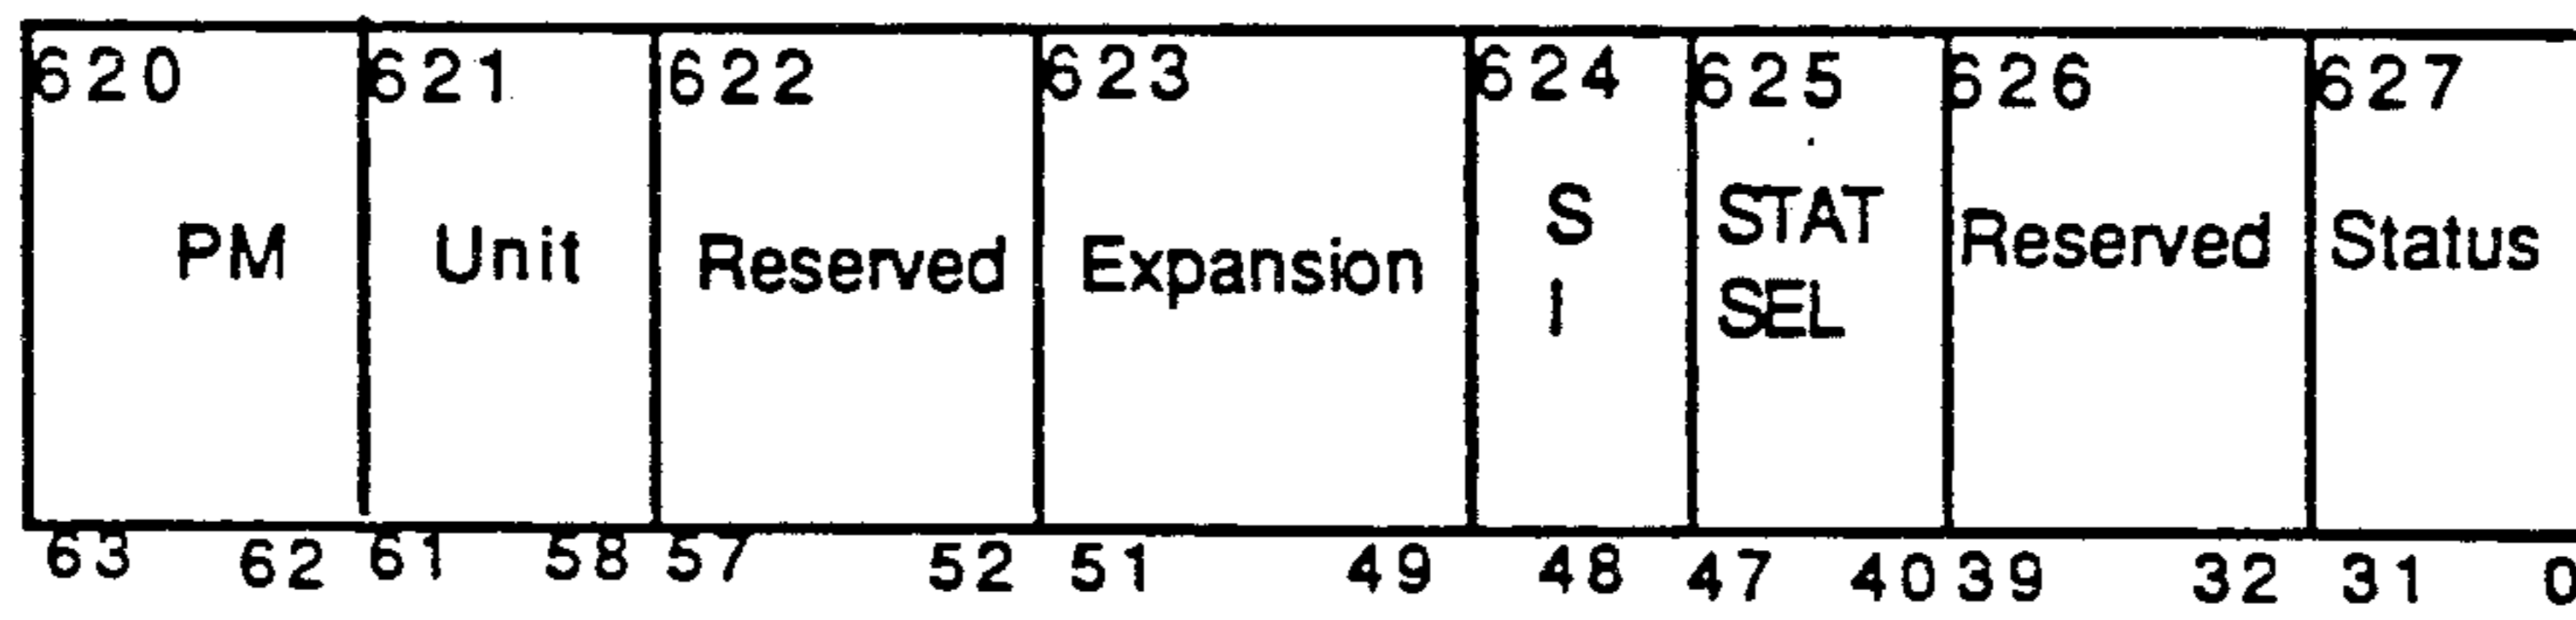 620 621 622 623 624 625 626 627
PM Unit Reserved Expansion S I STAT SEL Reserved Status
63 62 61 58 57 52 51 49 48 47 40 39 32 31 0